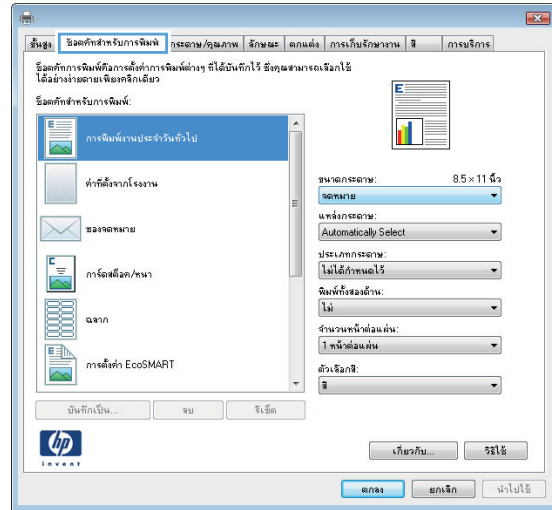 ขั้นสูง
ช็อตคัทสำหรับการพิมพ์
กระดาษ/คุณภาพ
ลักษณะ
ตกแต่ง
การเก็บรักษางาน
สี
การบริการ
ช็อตคัทการพิมพ์คือการตั้งค่าการพิมพ์ต่างๆ ที่ได้บันทึกไว้ ซึ่งคุณสามารถเลือกใช้
ได้อย่างง่ายดายเพียงคลิกเดียว
ช็อตคัทสำหรับการพิมพ์:
E
การพิมพ์งานประจำวันทั่วไป
ค่าที่ตั้งจากโรงงาน
ซองจดหมาย
C
การ์ดสต็อค/หนา
ฉลาก
E
การตั้งค่า EcoSMART
บันทึกเป็น...
ลบ
รีเซ็ต
E
ขนาดกระดาษ:
8.5 × 11 นิ้ว
จดหมาย
แหล่งกระดาษ:
Automatically Select
ประเภทกระดาษ:
ไม่ได้กำหนดไว้
พิมพ์ทั้งสองด้าน:
ไม่
จำนวนหน้าต่อแผ่น:
1 หน้าต่อแผ่น
ตัวเลือกสี:
สี
hp
invent
เกี่ยวกับ...
วิธีใช้
ตกลง
ยกเลิก
นำไปใช้